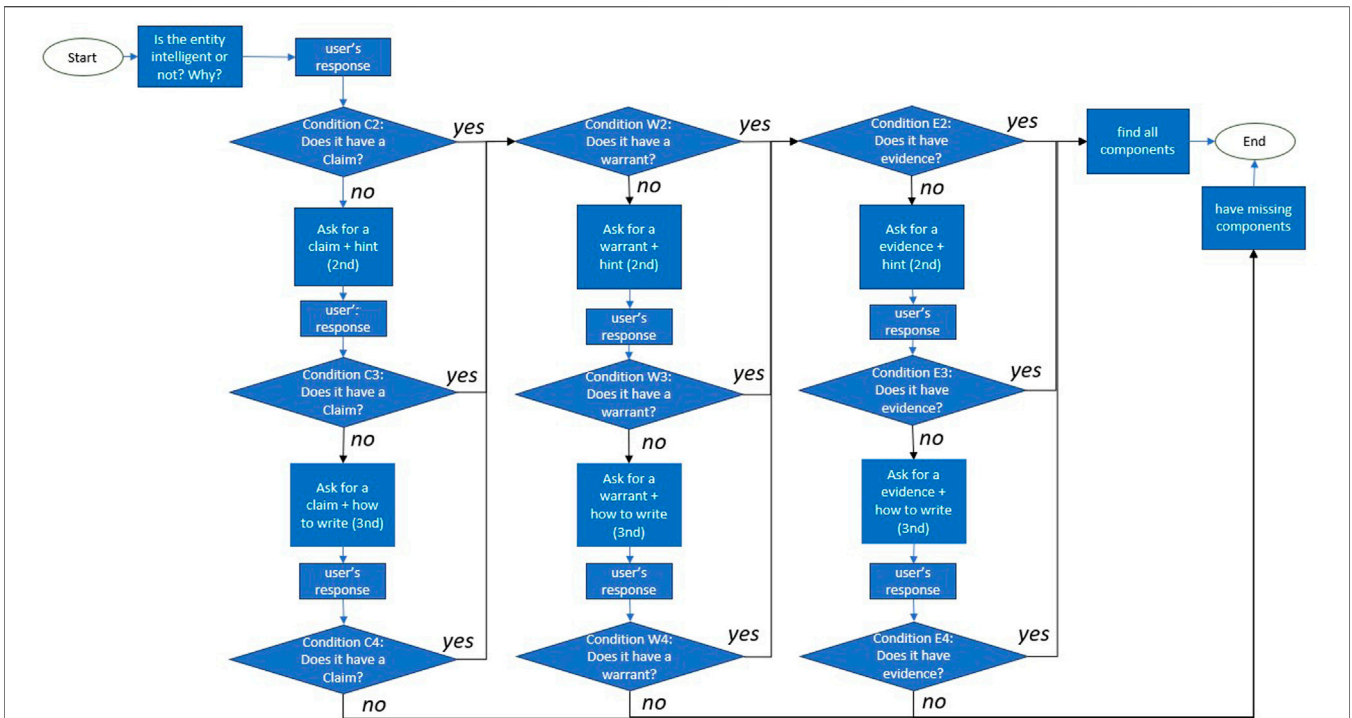 Start
Is the entity
intelligent or
not? Why?
user's
response
Condition C2:
Does it have a
Claim?
yes
no
Ask for a
claim + hint
(2nd)
user's
response
Condition C3:
Does it have a
Claim?
yes
no
Ask for a
claim + how
to write (3nd)
user's
response
Condition C4:
Does it have a
Claim?
yes
no
Condition W2:
Does it have a
warrant?
yes
no
Ask for a
warrant +
hint (2nd)
user's
response
Condition W3:
Does it have a
warrant?
yes
no
Ask for a
warrant +
how to write
(3nd)
user's
response
Condition W4:
Does it have a
warrant?
yes
no
Condition E2:
Does it have
evidence?
yes
no
Ask for a
evidence +
hint (2nd)
user's
response
Condition E3:
Does it have
evidence?
yes
no
Ask for a
evidence +
how to write
(3nd)
user's
response
Condition E4:
Does it have
evidence?
yes
no
find all
components
End
have missing
components